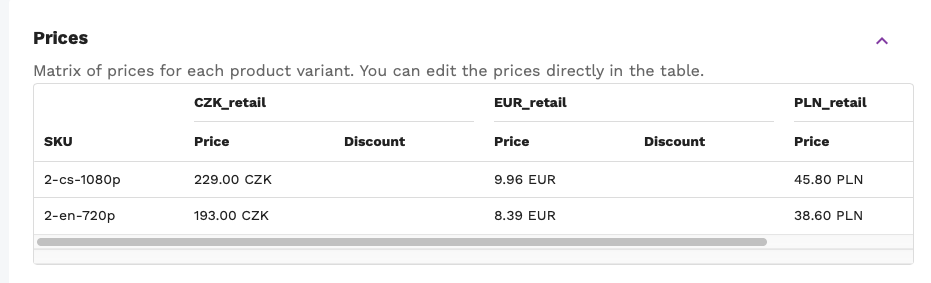 Prices
Matrix of prices for each product variant. You can edit the prices directly in the table.
CZK_retail EUR_retail PLN_retail
SKU Price Discount Price Discount Price
2-cs-1080p 229.00 CZK 9.96 EUR 45.80 PLN
2-en-720p 193.00 CZK 8.39 EUR 38.60 PLN